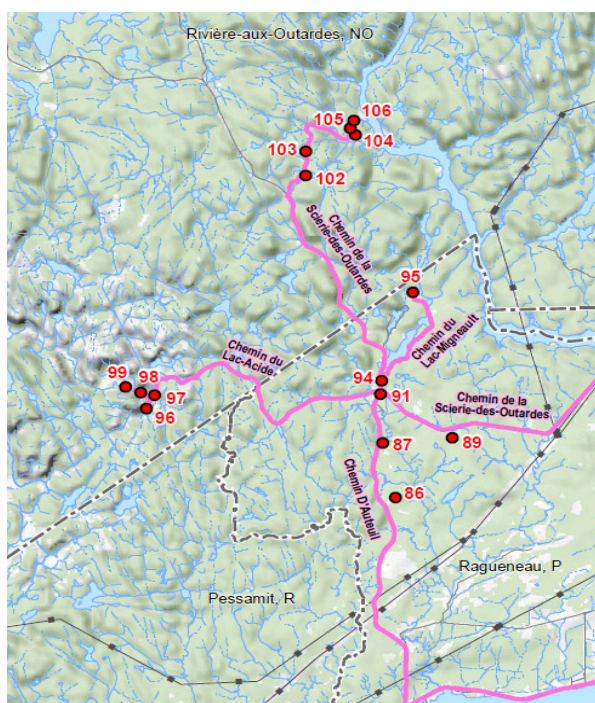 Rivière-aux-Outardes, NO
106
105
104
103
102
Chemin de la
Scierie-des-Outardes
95
Chemin du
Lac-Migneault
Chemin du
Lac-Acide
99
98
97
96
94
91
Chemin de la
Scierie-des-Outardes
87
89
86
Chemin D'Auteuil
Ragueneau, P
Pessamit, R